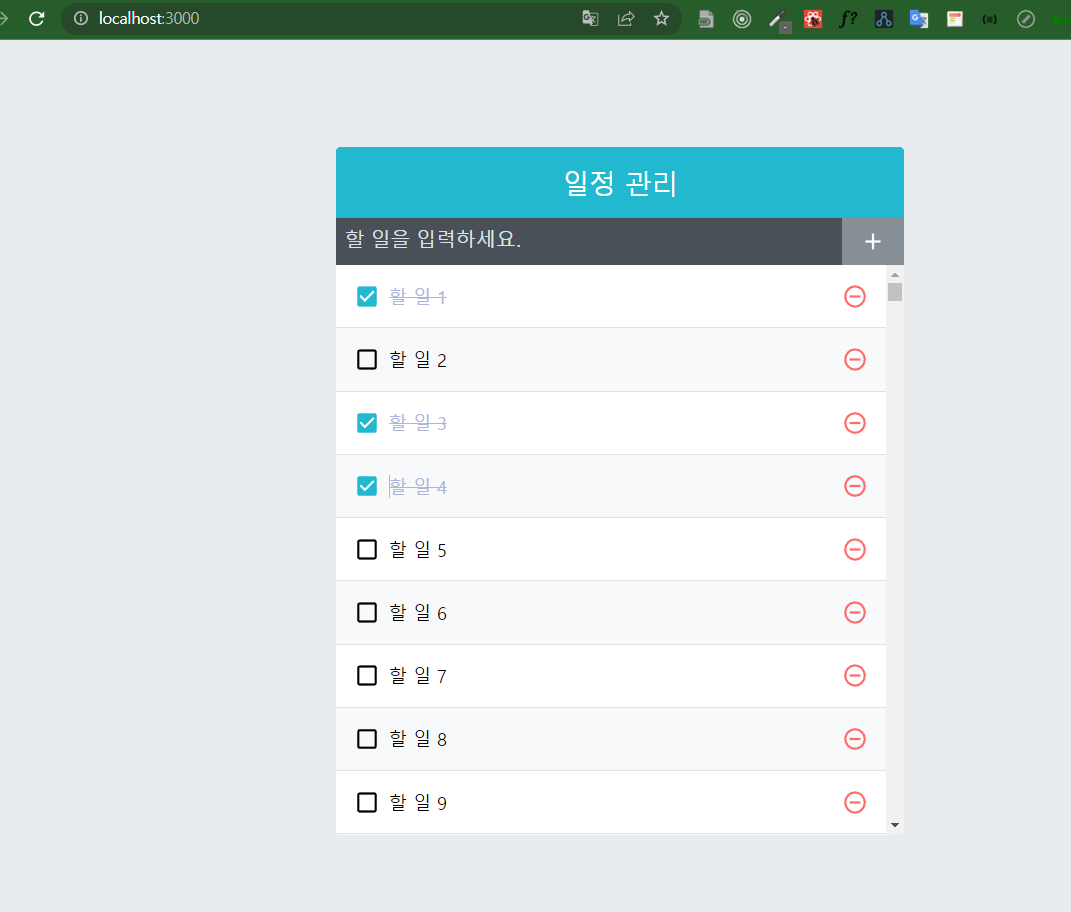 localhost:3000
일정 관리
할 일을 입력하세요.
할 일 1
할 일 2
할 일 3
할 일 4
할 일 5
할 일 6
할 일 7
할 일 8
할 일 9